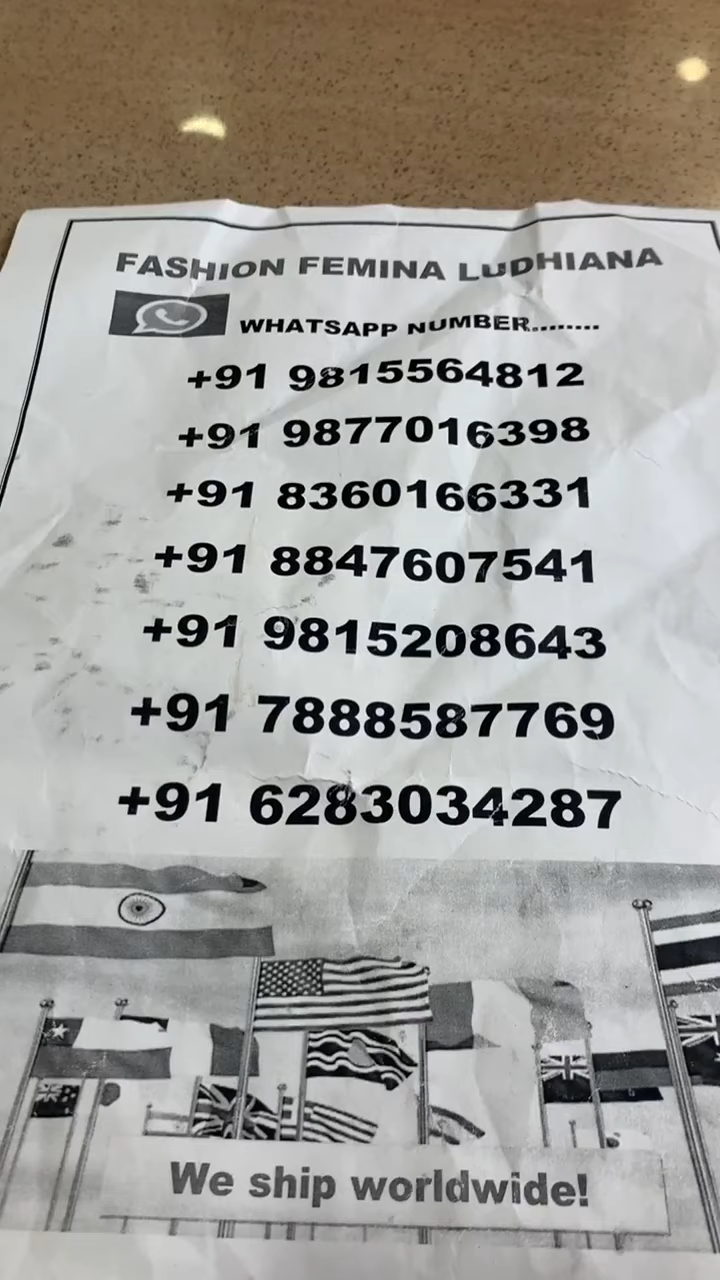 FASHION FEMINA LUDHIANA
WHATSAPP NUMBER........
+91 9815564812
+91 9877016398
+91 8360166331
+91 8847607541
+91 9815208643
+91 7888587769
+91 6283034287
We ship worldwide!